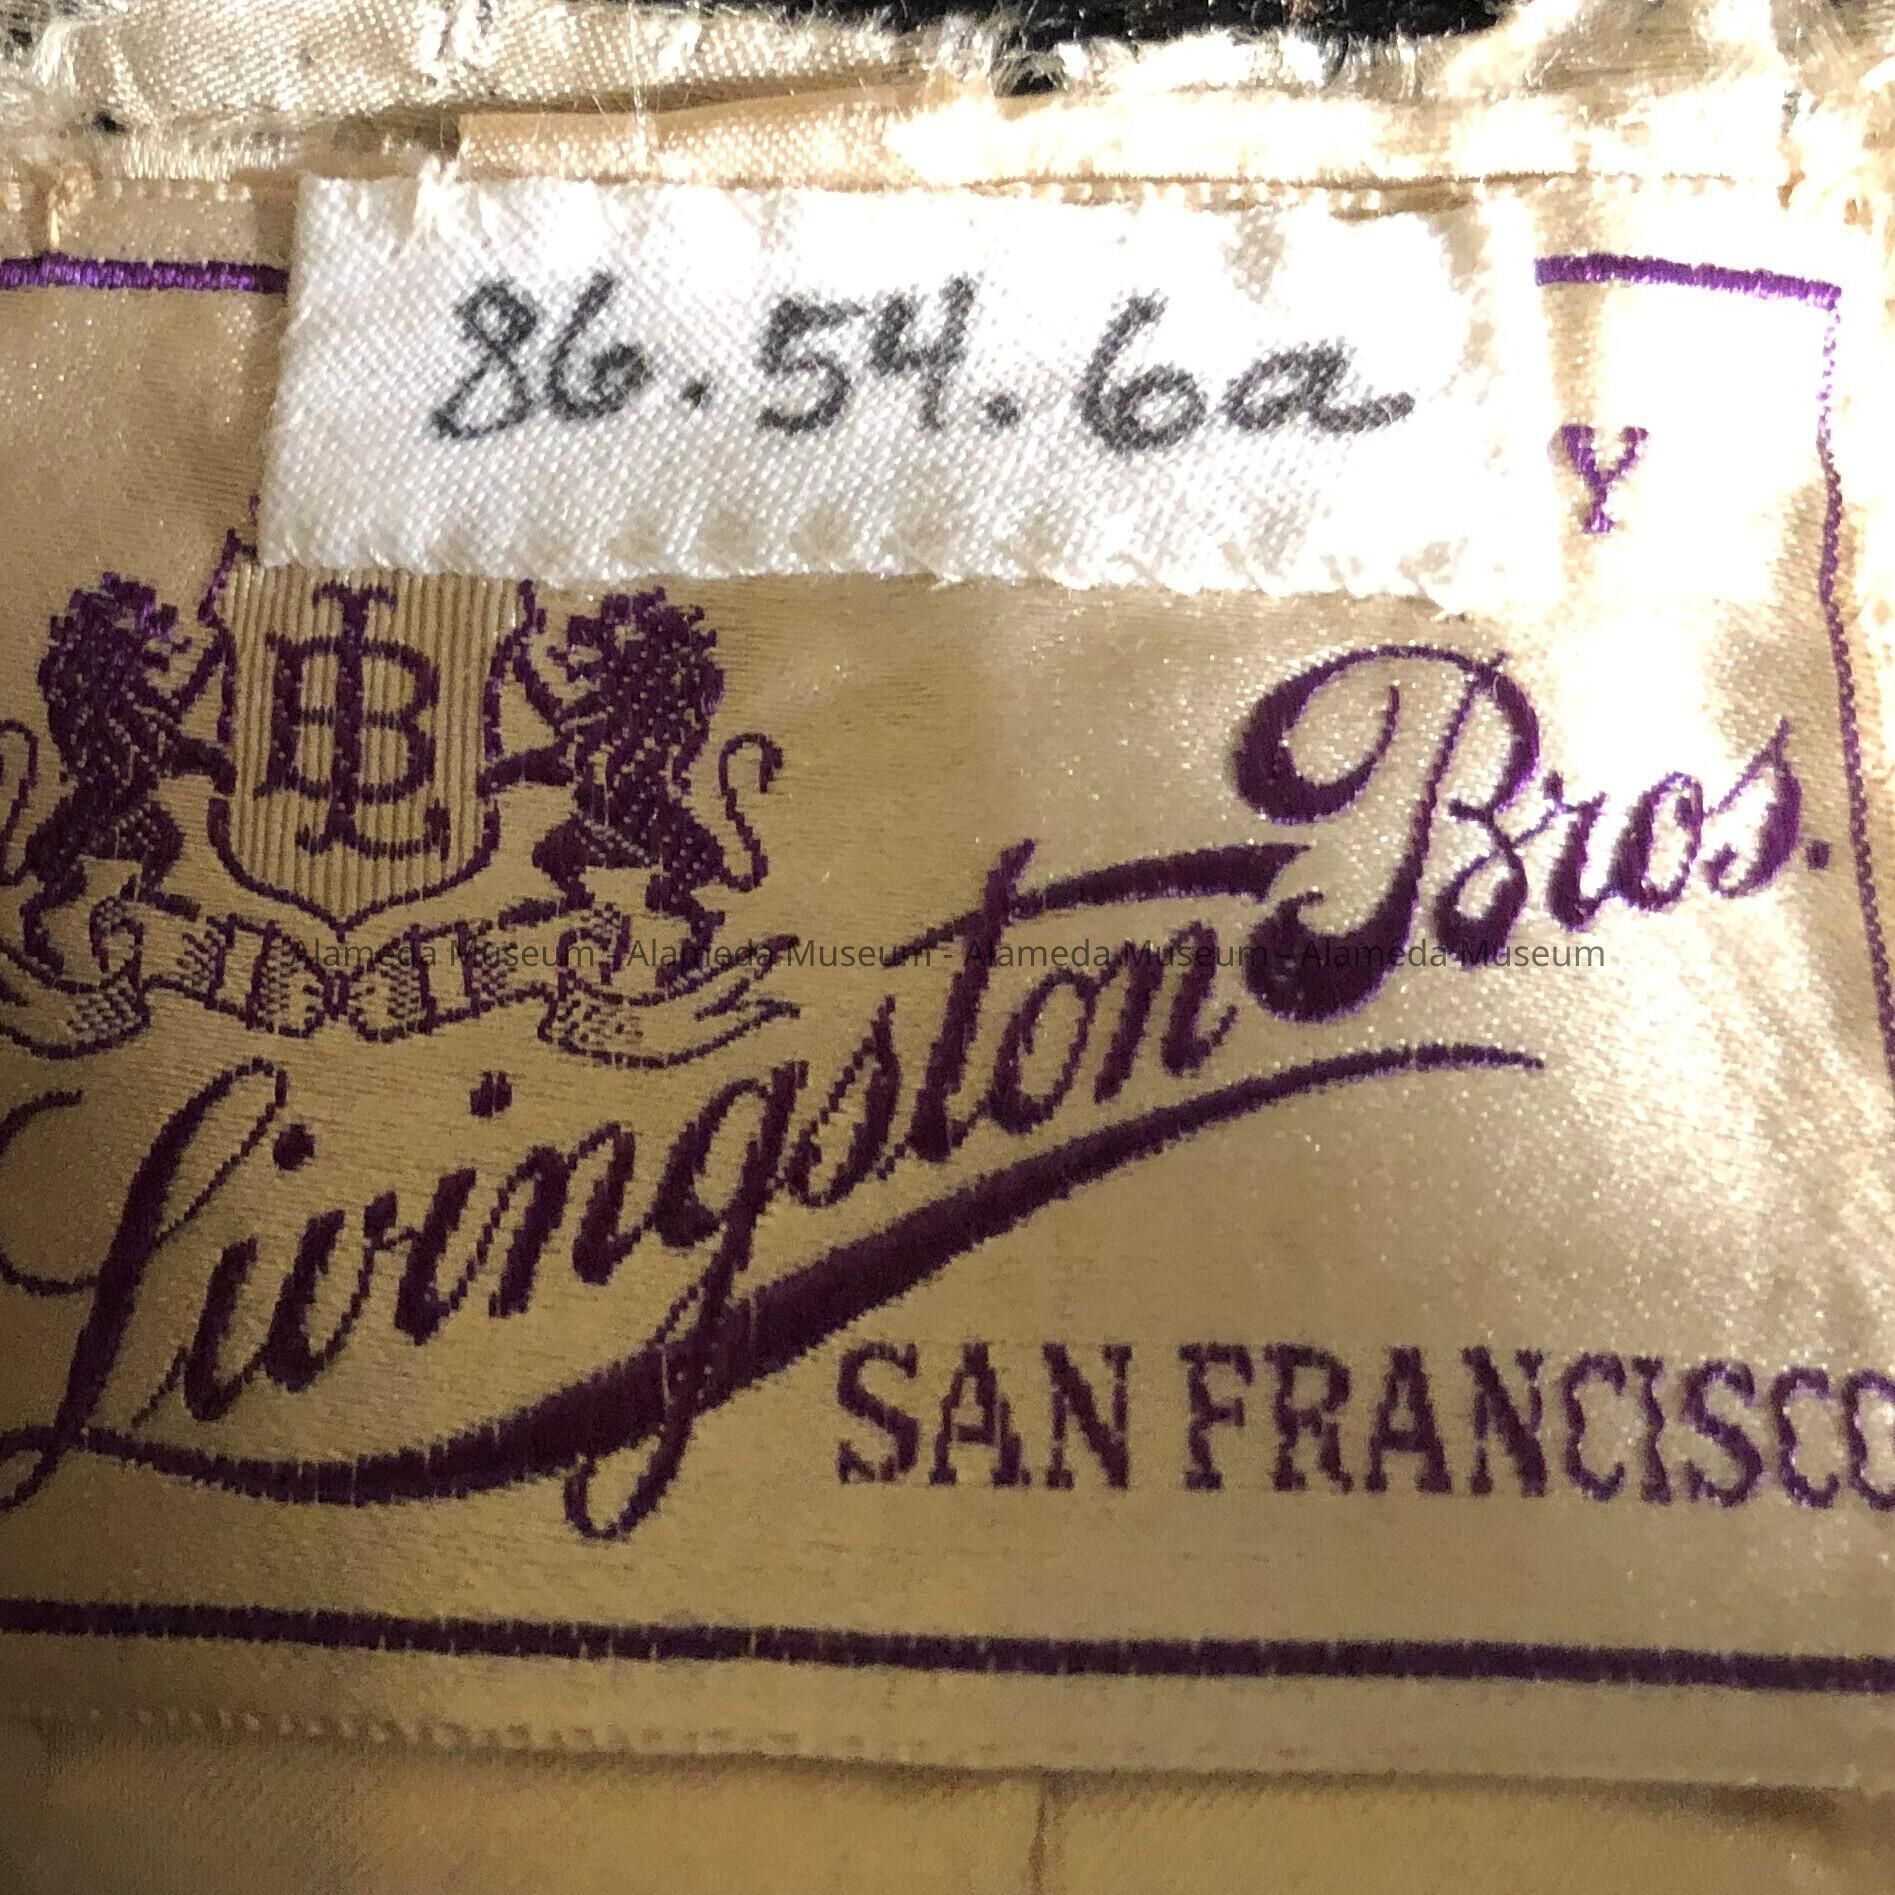 86.54.6a
Y
LB
Livingston Bros.
SAN FRANCISCO
Alameda Museum - Alameda Museum - Alameda Museum - Alameda Museum